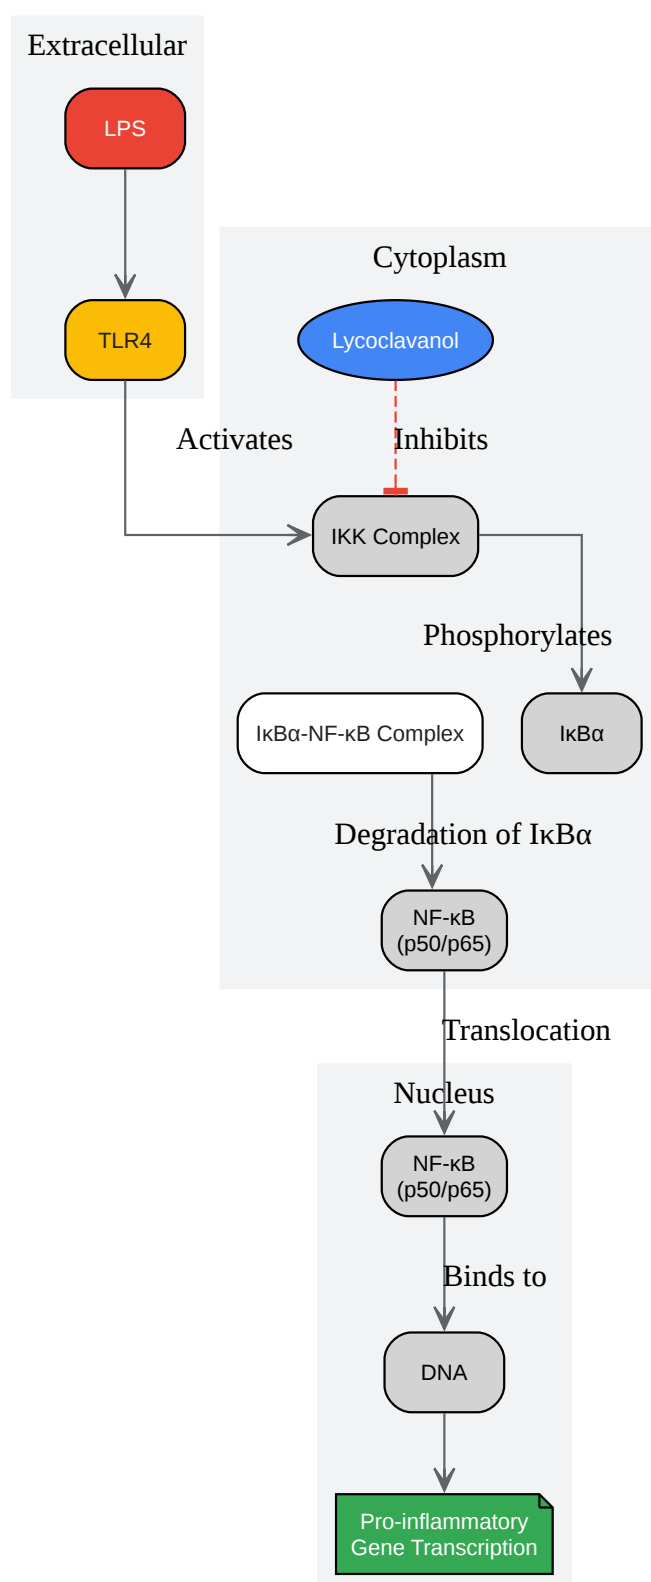 Extracellular
LPS
TLR4
Cytoplasm
Lycoclavanol
Activates
Inhibits
IKK Complex
Phosphorylates
IκBα-NF-κB Complex
IκBα
Degradation of IκBα
NF-κB
(p50/p65)
Translocation
Nucleus
NF-κB
(p50/p65)
Binds to
DNA
Pro-inflammatory
Gene Transcription